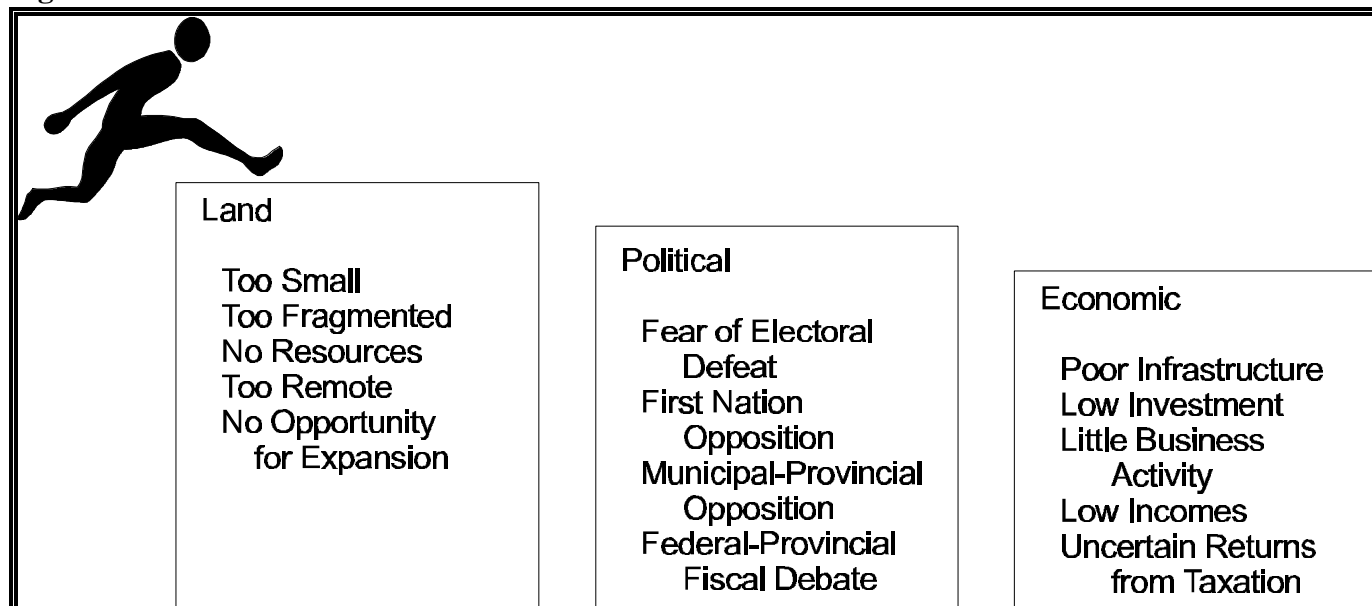 Land
Too Small
Too Fragmented
No Resources
Too Remote
No Opportunity
for Expansion
Political
Fear of Electoral
Defeat
First Nation
Opposition
Municipal-Provincial
Opposition
Federal-Provincial
Fiscal Debate
Economic
Poor Infrastructure
Low Investment
Little Business
Activity
Low Incomes
Uncertain Returns
from Taxation